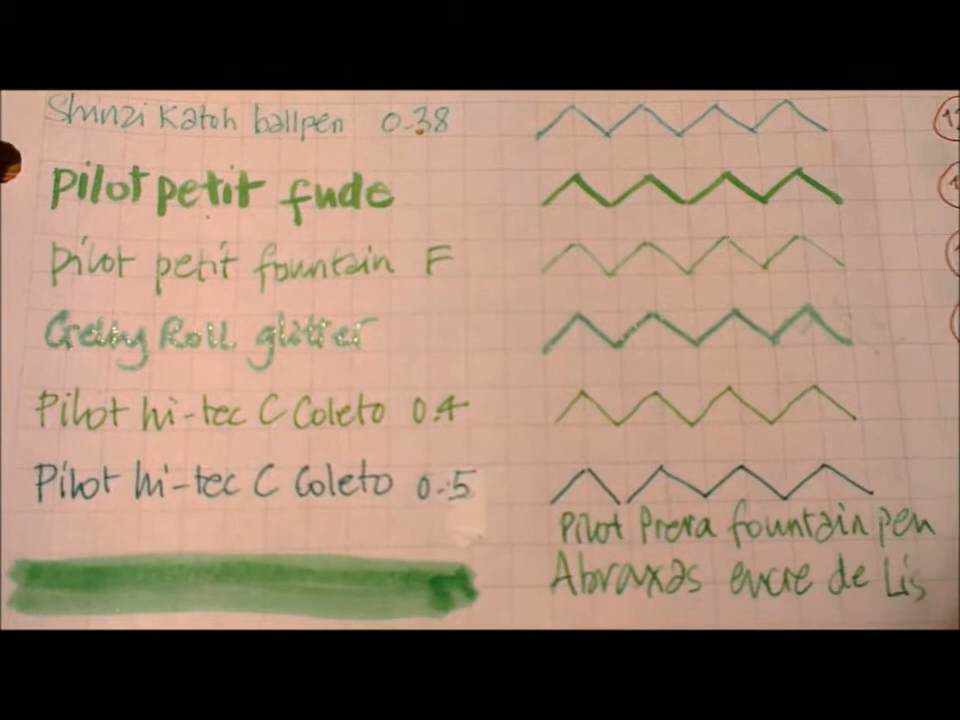 Shinzi Katoh ballpen 0.38
Pilot petit fude
Pilot petit fountain F
Roll glitter
Pilot hi-tec C Coleto 0.4
Pilot hi-tec C Coleto 0.5
Pilot Prera fountain pen
Abraxas encre de Lis